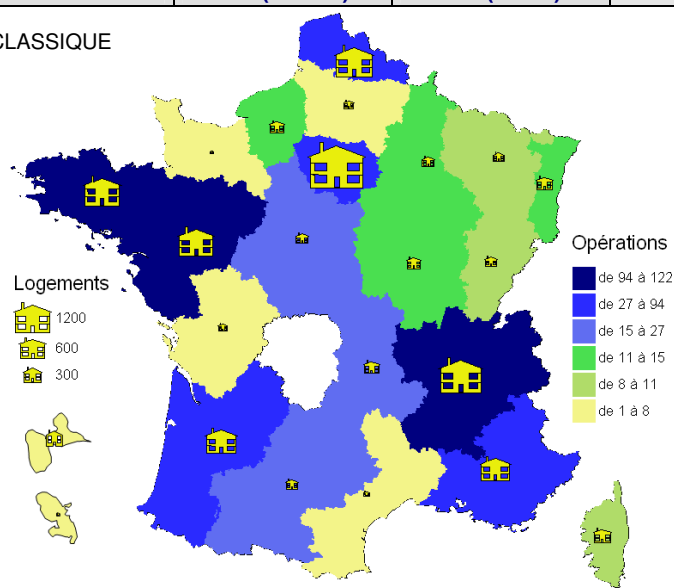 CLASSIQUE
Opérations
de 94 à 122
de 27 à 94
de 15 à 27
de 11 à 15
de 8 à 11
de 1 à 8
Logements
1200
600
300